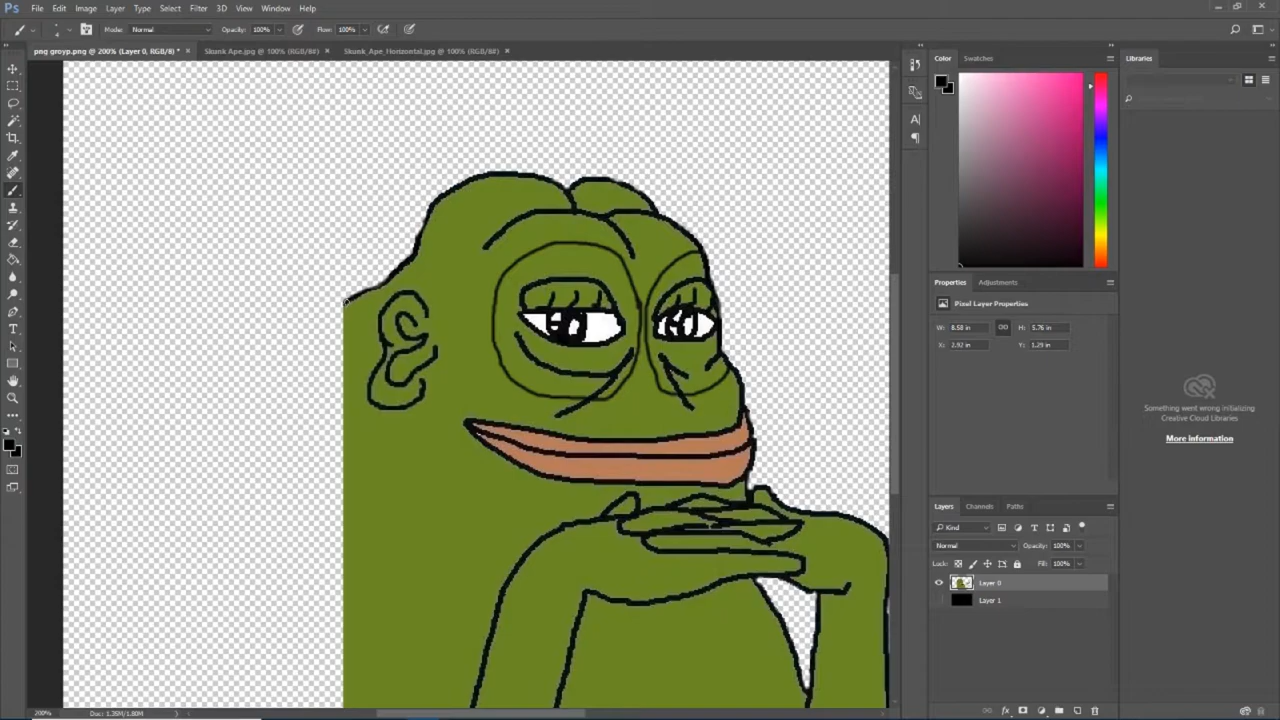 Ps File Edit Image Layer Type Select Filter 3D View Window Help
4 Mode: Normal Opacity: 100% Flow: 100%
png groyp.png @ 200% (Layer 0, RGB/8) * × Skunk Ape.jpg @ 100% (RGB/8#) × Skunk_Ape_Horizontal.jpg @ 100% (RGB/8#) ×
Color Swatches
Libraries
Properties Adjustments
Pixel Layer Properties
W: 8.58 in H: 5.76 in
X: 2.92 in Y: 1.29 in
Something went wrong initializing
Creative Cloud Libraries
More information
Layers Channels Paths
Kind
Normal Opacity: 100%
Lock: Fill: 100%
Layer 0
Layer 1
200% Doc: 1.35M/1.80M